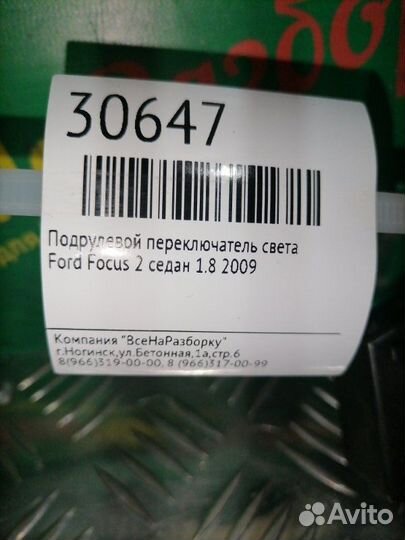 Разбор
30647
Подрулевой переключатель света
Ford Focus 2 седан 1.8 2009
Компания "ВсеНаРазборку"
г.Ногинск,ул.Бетонная,1а,стр.6
8(966)319-00-00, 8 (966)317-00-99
Avito